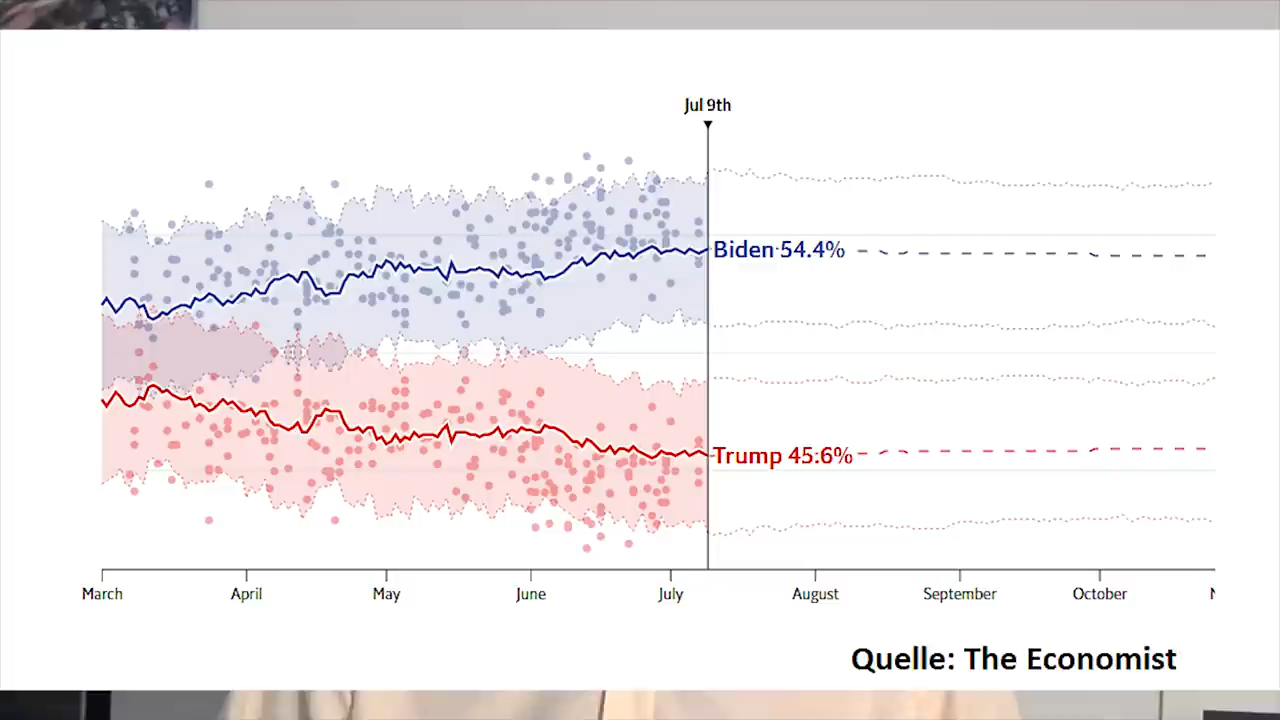 Jul 9th
Biden 54.4%
Trump 45.6%
March April May June July August September October
Quelle: The Economist